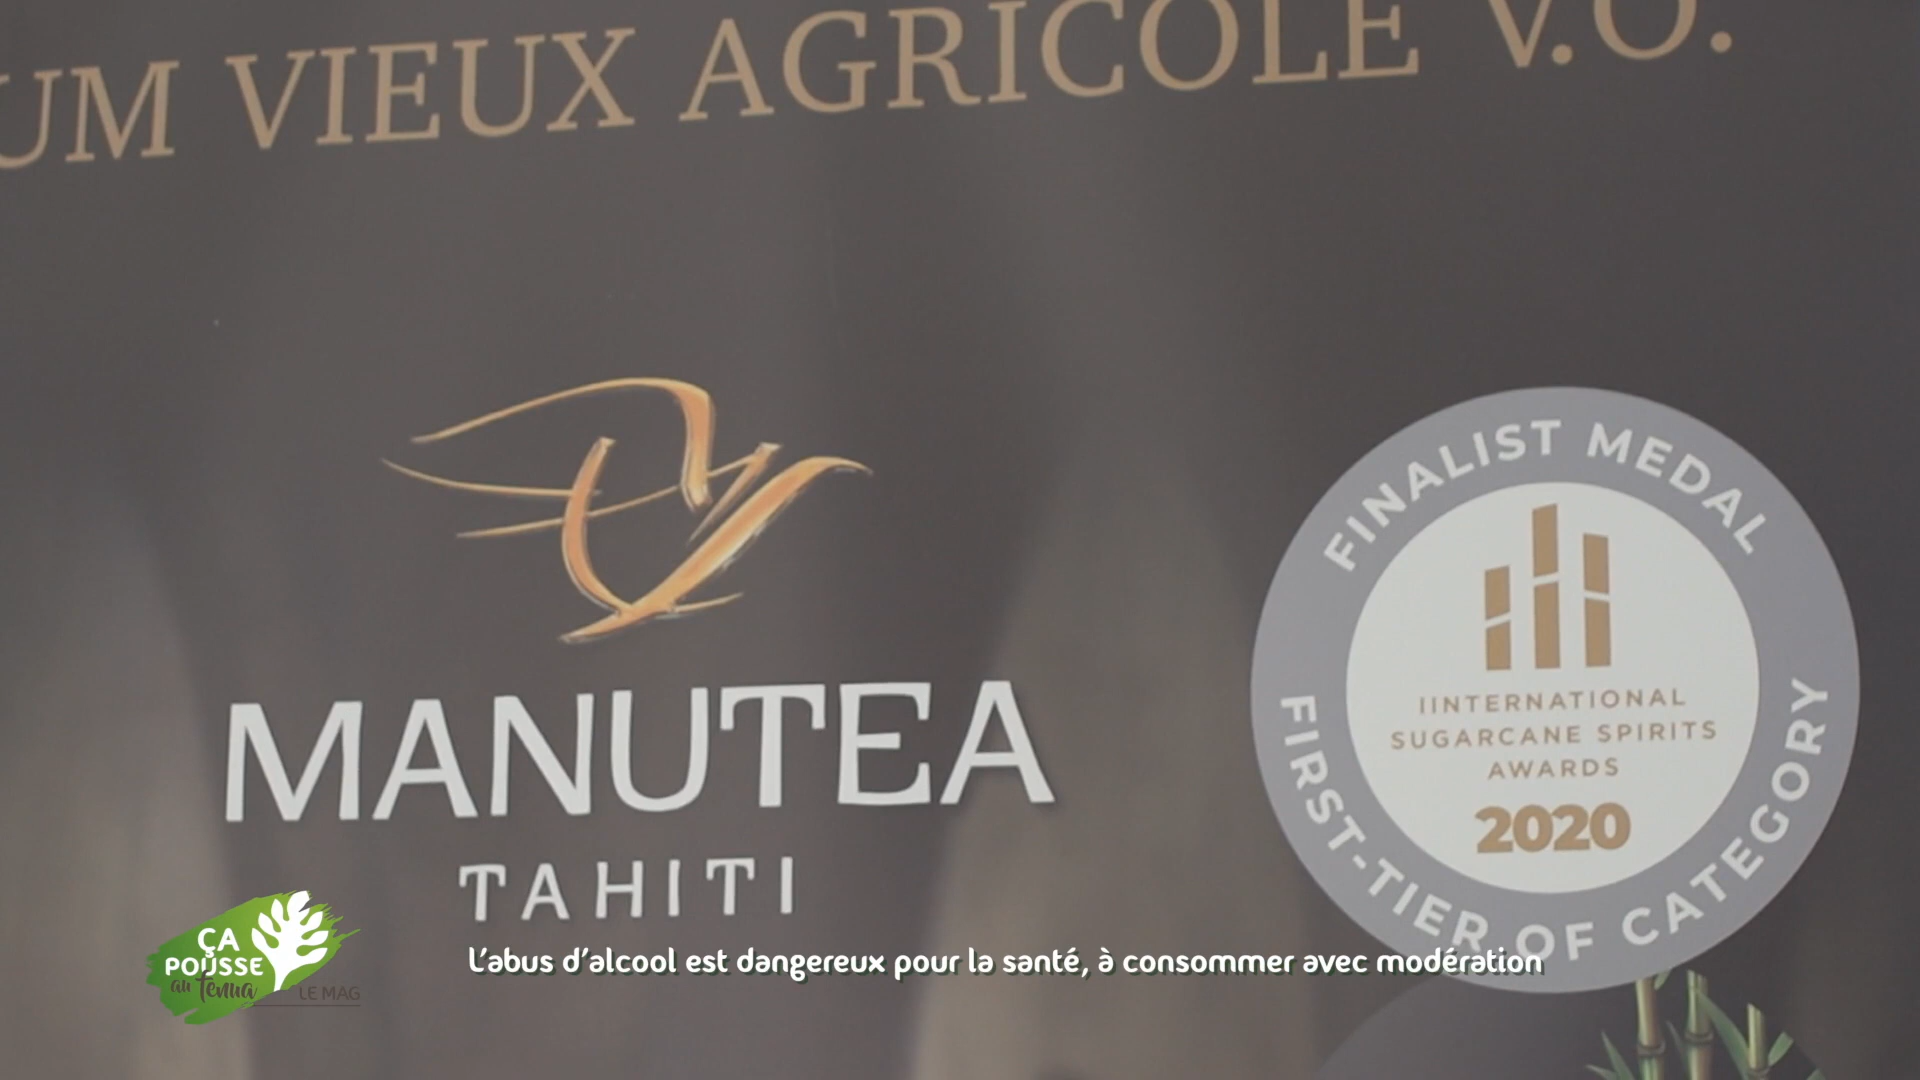 UM VIEUX AGRICOLE V.O.
MANUTEA
TAHITI
FINALIST MEDAL
IINTERNATIONAL
SUGARCANE SPIRITS
AWARDS
2020
FIRST-TIER OF CATEGORY
ÇA
POUSSE
au fenua
LE MAG
L'abus d'alcool est dangereux pour la santé, à consommer avec modération